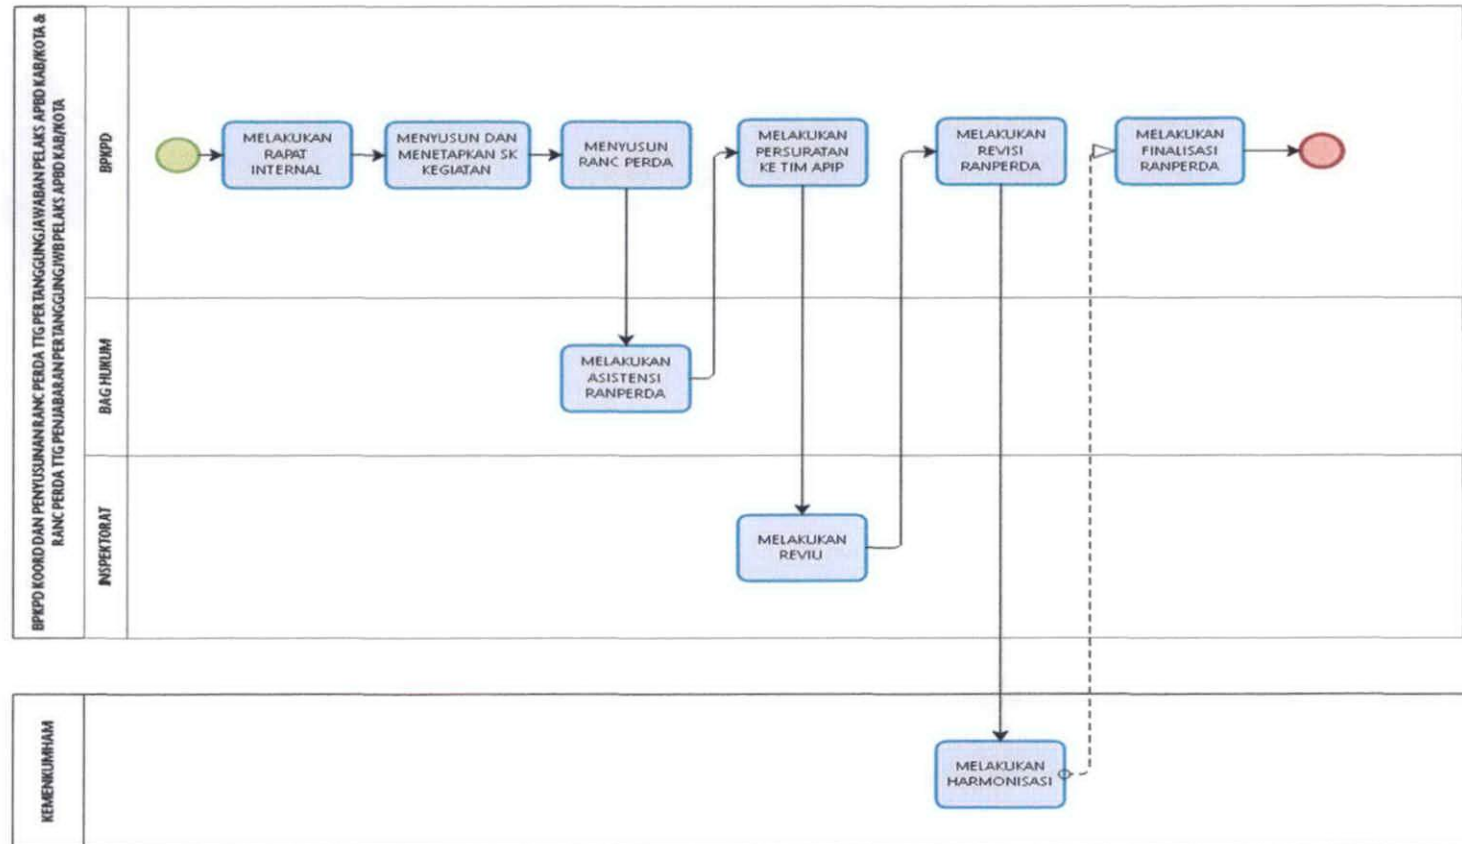 BPKPD KOORD DAN PENYUSUNAN RANC PERDA TTG PERTANGGUNGJAWABAN PELAKS APBD KAB/KOTA &
RANC PERDA TTG PENJABARAN PERTANGGUNGJWB PELAKS APBD KAB/KOTA
BPKPD
MELAKUKAN
RAPAT
INTERNAL
MENYUSUN DAN
MENETAPKAN SK
KEGIATAN
MENYUSUN
RANC PERDA
MELAKUKAN
PERSURATAN
KE TIM APIP
MELAKUKAN
REVISI
RANPERDA
MELAKUKAN
FINALISASI
RANPERDA
BAG HUKUM
MELAKUKAN
ASISTENSI
RANPERDA
INSPEKTORAT
MELAKUKAN
REVIU
KEMENKUMHAM
MELAKUKAN
HARMONISASI